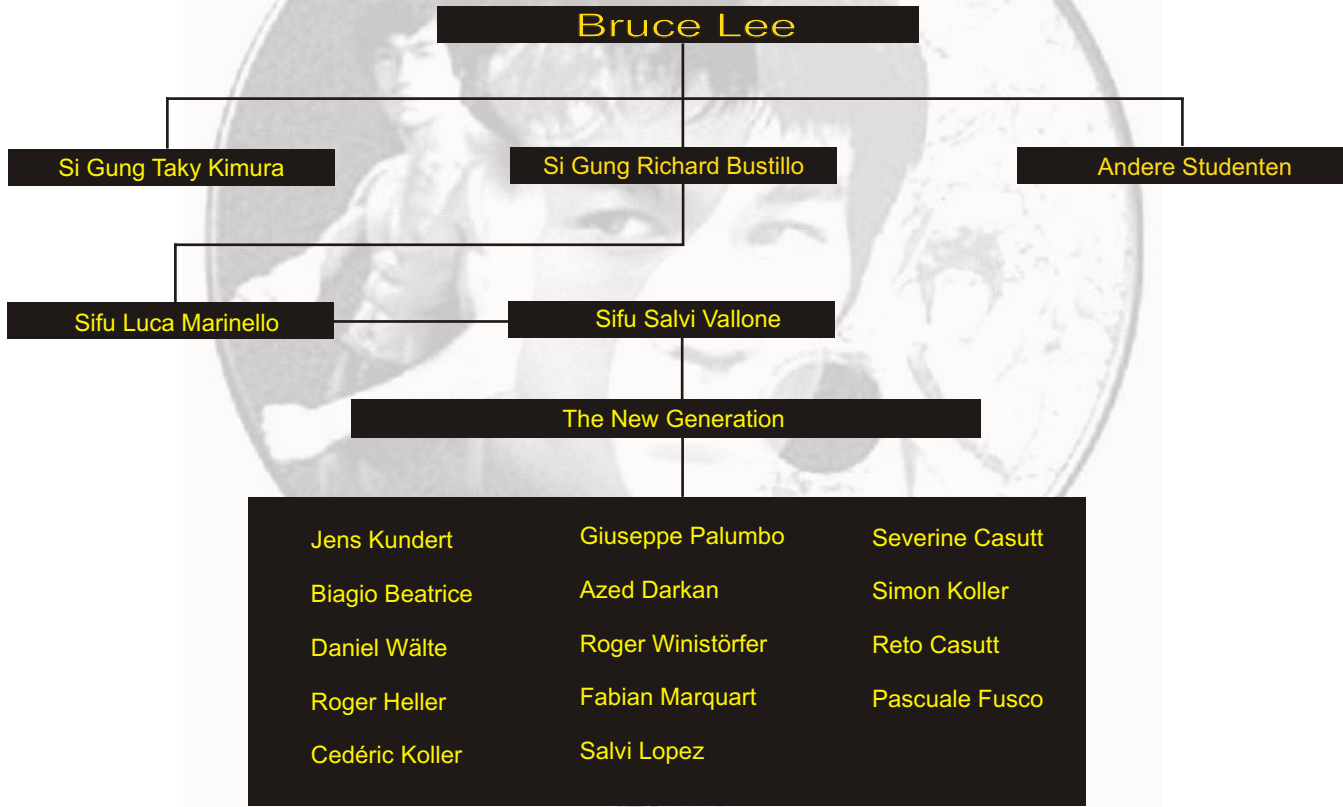 Bruce Lee
Si Gung Taky Kimura
Si Gung Richard Bustillo
Andere Studenten
Sifu Luca Marinello
Sifu Salvi Vallone
The New Generation
Jens Kundert
Biagio Beatrice
Daniel Wälte
Roger Heller
Cedéric Koller
Giuseppe Palumbo
Azed Darkan
Roger Winistörfer
Fabian Marquart
Salvi Lopez
Severine Casutt
Simon Koller
Reto Casutt
Pascuale Fusco